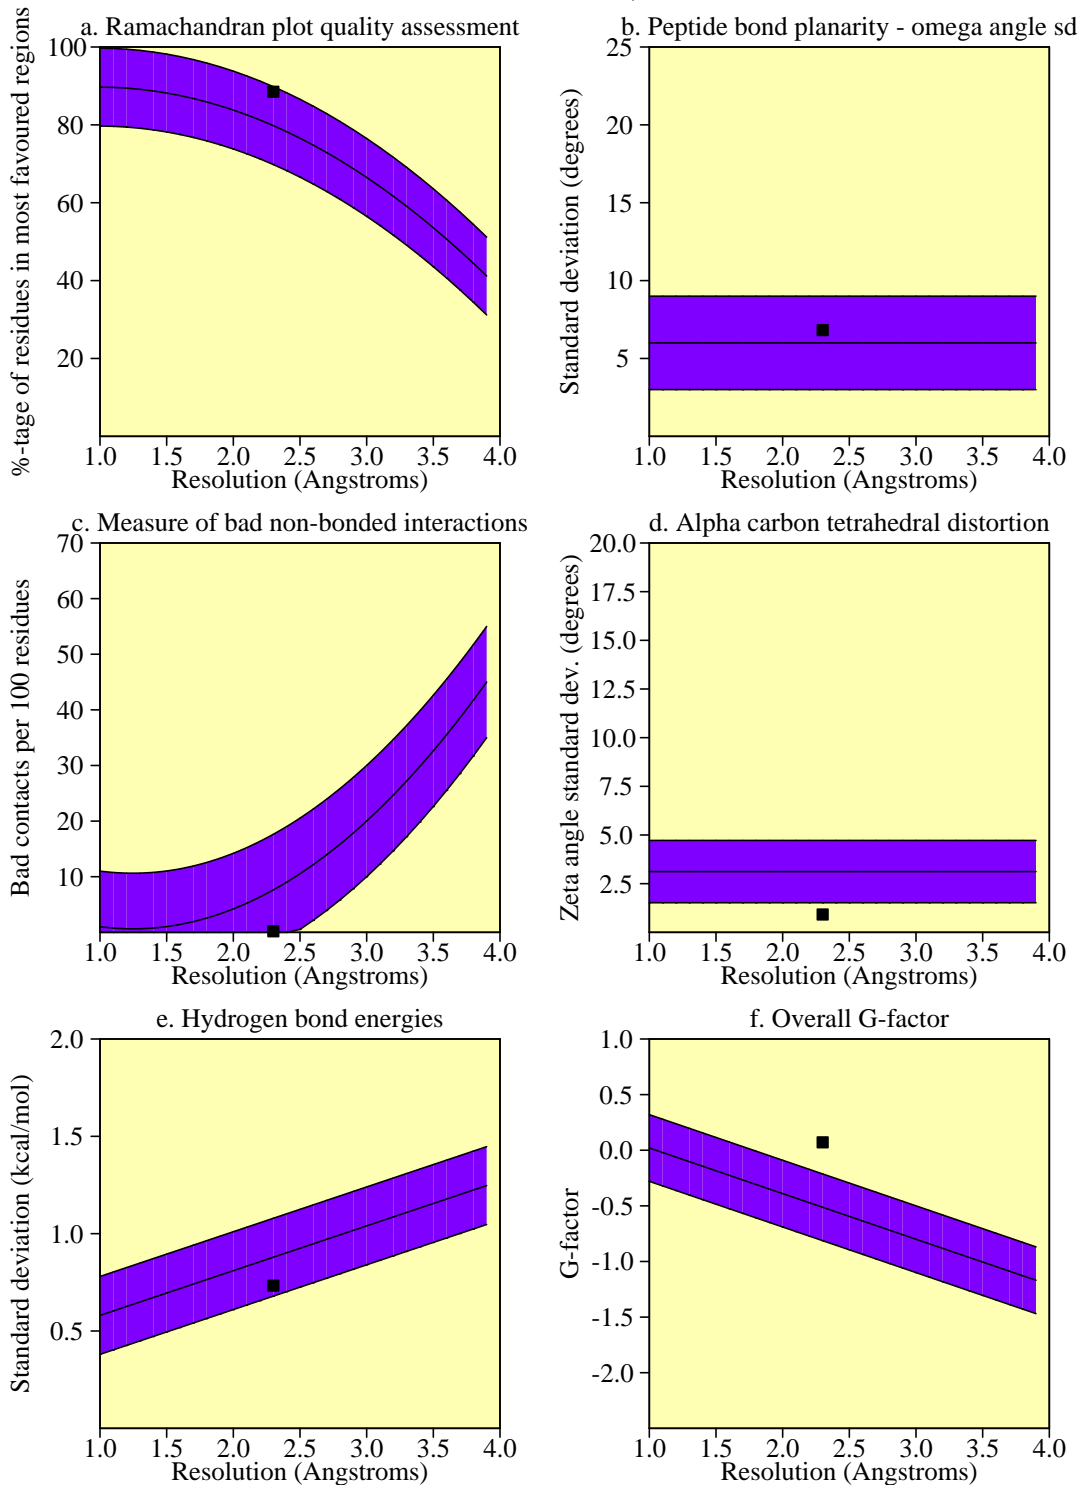 a. Ramachandran plot quality assessment
%-tage of residues in most favoured regions
100
80
60
40
20
1.0 1.5 2.0 2.5 3.0 3.5 4.0
Resolution (Angstroms)
b. Peptide bond planarity - omega angle sd
Standard deviation (degrees)
25
20
15
10
5
1.0 1.5 2.0 2.5 3.0 3.5 4.0
Resolution (Angstroms)
c. Measure of bad non-bonded interactions
Bad contacts per 100 residues
70
60
50
40
30
20
10
1.0 1.5 2.0 2.5 3.0 3.5 4.0
Resolution (Angstroms)
d. Alpha carbon tetrahedral distortion
Zeta angle standard dev. (degrees)
20.0
17.5
15.0
12.5
10.0
7.5
5.0
2.5
1.0 1.5 2.0 2.5 3.0 3.5 4.0
Resolution (Angstroms)
e. Hydrogen bond energies
Standard deviation (kcal/mol)
2.0
1.5
1.0
0.5
1.0 1.5 2.0 2.5 3.0 3.5 4.0
Resolution (Angstroms)
f. Overall G-factor
G-factor
1.0
0.5
0.0
-0.5
-1.0
-1.5
-2.0
1.0 1.5 2.0 2.5 3.0 3.5 4.0
Resolution (Angstroms)